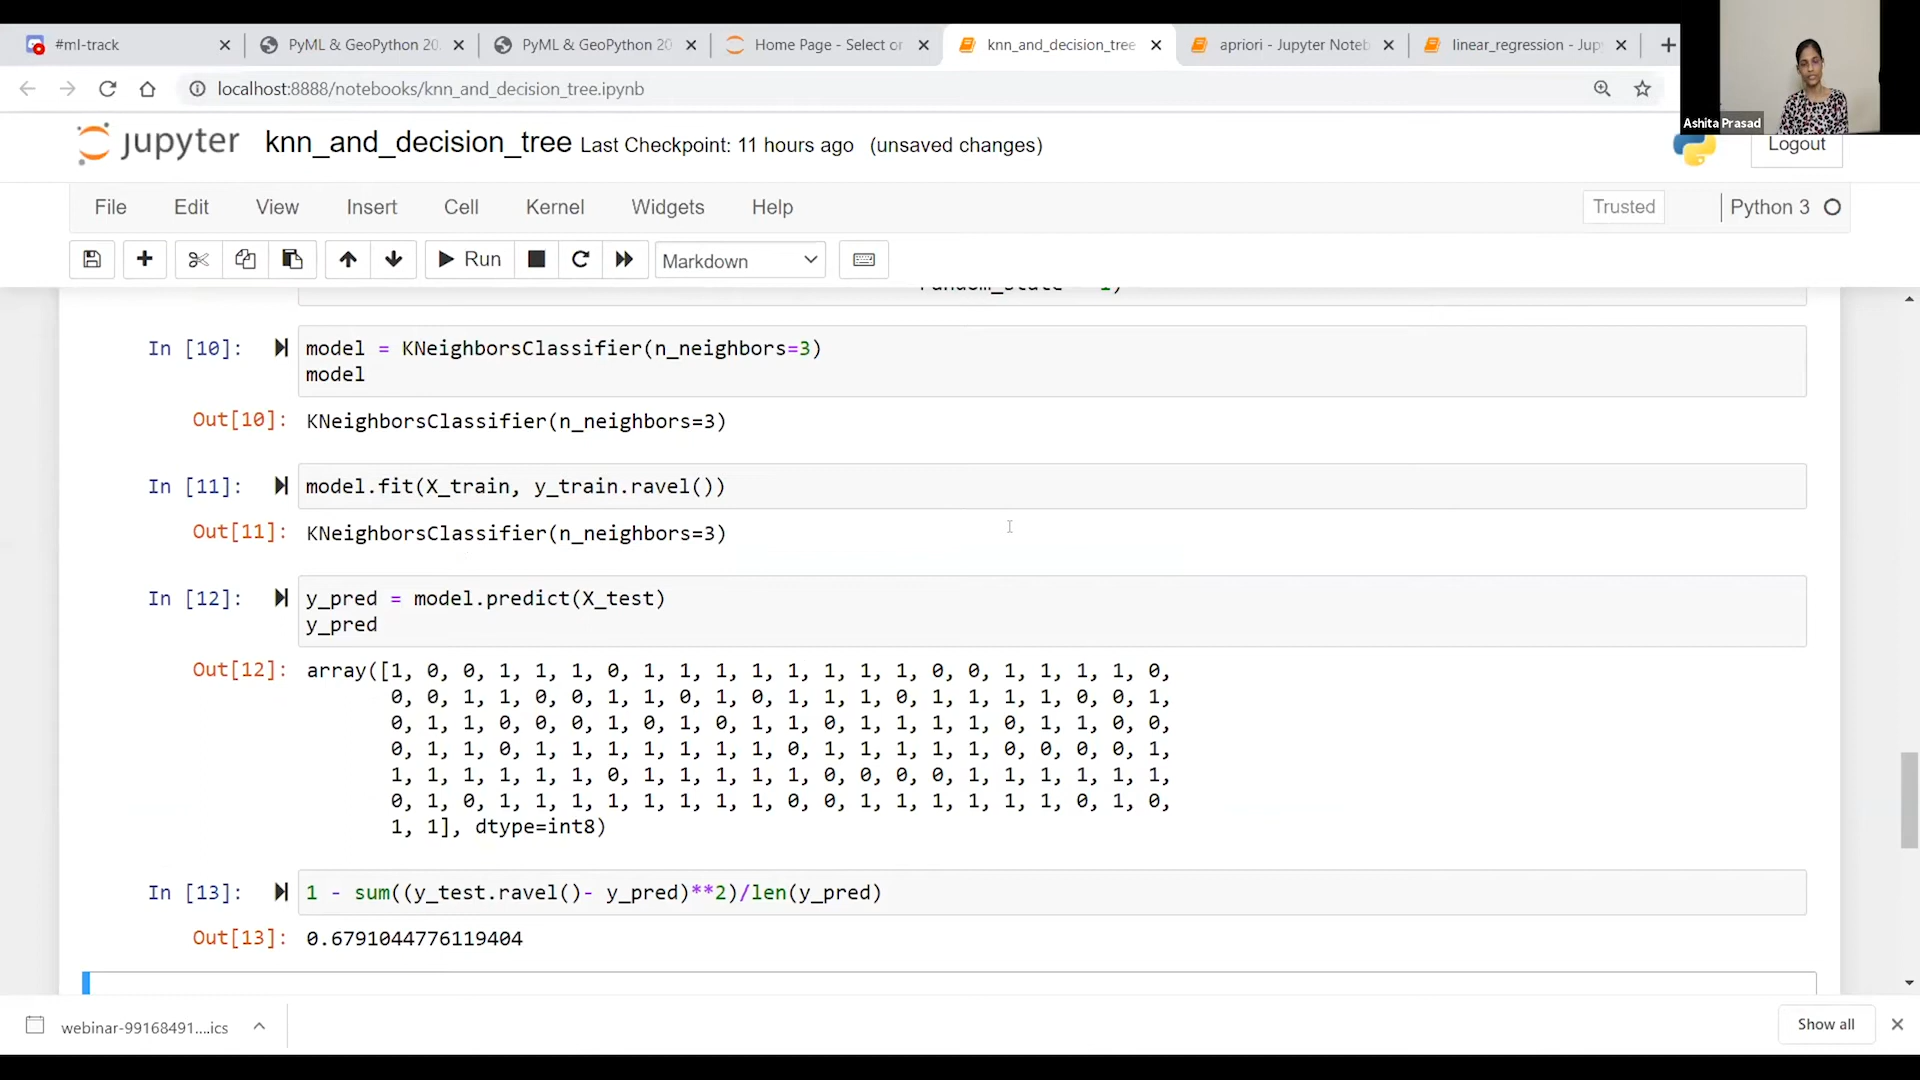 #ml-track
PyML & GeoPython 20
PyML & GeoPython 20
Home Page - Select or
knn_and_decision_tree
apriori - Jupyter Noteb
linear_regression - Jup
localhost:8888/notebooks/knn_and_decision_tree.ipynb
Ashita Prasad
jupyter knn_and_decision_tree Last Checkpoint: 11 hours ago (unsaved changes)
Logout
File Edit View Insert Cell Kernel Widgets Help Trusted Python 3
Run Markdown
random_state = 1)
In [10]: model = KNeighborsClassifier(n_neighbors=3)
model
Out[10]: KNeighborsClassifier(n_neighbors=3)
In [11]: model.fit(X_train, y_train.ravel())
Out[11]: KNeighborsClassifier(n_neighbors=3)
In [12]: y_pred = model.predict(X_test)
y_pred
Out[12]: array([1, 0, 0, 1, 1, 1, 0, 1, 1, 1, 1, 1, 1, 1, 1, 0, 0, 1, 1, 1, 1, 0,
0, 0, 1, 1, 0, 0, 1, 1, 0, 1, 0, 1, 1, 1, 0, 1, 1, 1, 1, 0, 0, 1,
0, 1, 1, 0, 0, 0, 1, 0, 1, 0, 1, 1, 0, 1, 1, 1, 1, 0, 1, 1, 0, 0,
0, 1, 1, 0, 1, 1, 1, 1, 1, 1, 1, 0, 1, 1, 1, 1, 1, 0, 0, 0, 0, 1,
1, 1, 1, 1, 1, 1, 0, 1, 1, 1, 1, 1, 0, 0, 0, 0, 1, 1, 1, 1, 1, 1,
0, 1, 0, 1, 1, 1, 1, 1, 1, 1, 1, 0, 0, 1, 1, 1, 1, 1, 1, 0, 1, 0,
1, 1], dtype=int8)
In [13]: 1 - sum((y_test.ravel()- y_pred)**2)/len(y_pred)
Out[13]: 0.6791044776119404
webinar-99168491....ics
Show all